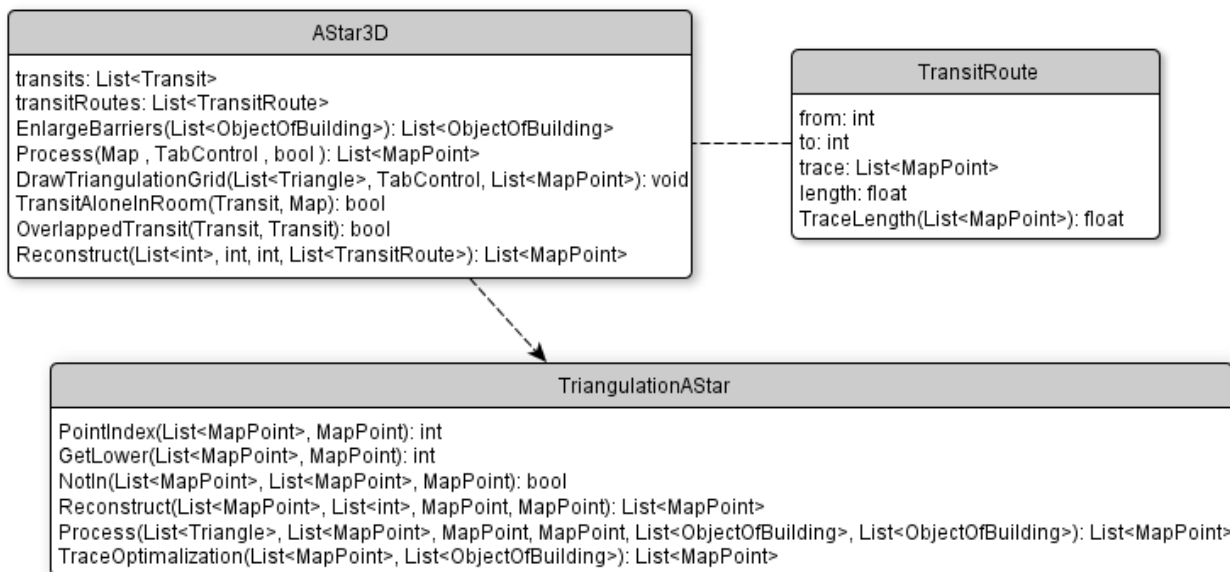 AStar3D
transits: List<Transit>
transitRoutes: List<TransitRoute>
EnlargeBarriers(List<ObjectOfBuilding>): List<ObjectOfBuilding>
Process(Map , TabControl , bool ): List<MapPoint>
DrawTriangulationGrid(List<Triangle>, TabControl, List<MapPoint>): void
TransitAloneInRoom(Transit, Map): bool
OverlappedTransit(Transit, Transit): bool
Reconstruct(List<int>, int, int, List<TransitRoute>): List<MapPoint>
TransitRoute
from: int
to: int
trace: List<MapPoint>
length: float
TraceLength(List<MapPoint>): float
TriangulationAStar
PointIndex(List<MapPoint>, MapPoint): int
GetLower(List<MapPoint>, MapPoint): int
NotIn(List<MapPoint>, List<MapPoint>, MapPoint): bool
Reconstruct(List<MapPoint>, List<int>, MapPoint, MapPoint): List<MapPoint>
Process(List<Triangle>, List<MapPoint>, MapPoint, MapPoint, List<ObjectOfBuilding>, List<ObjectOfBuilding>): List<MapPoint>
TraceOptimalization(List<MapPoint>, List<ObjectOfBuilding>): List<MapPoint>